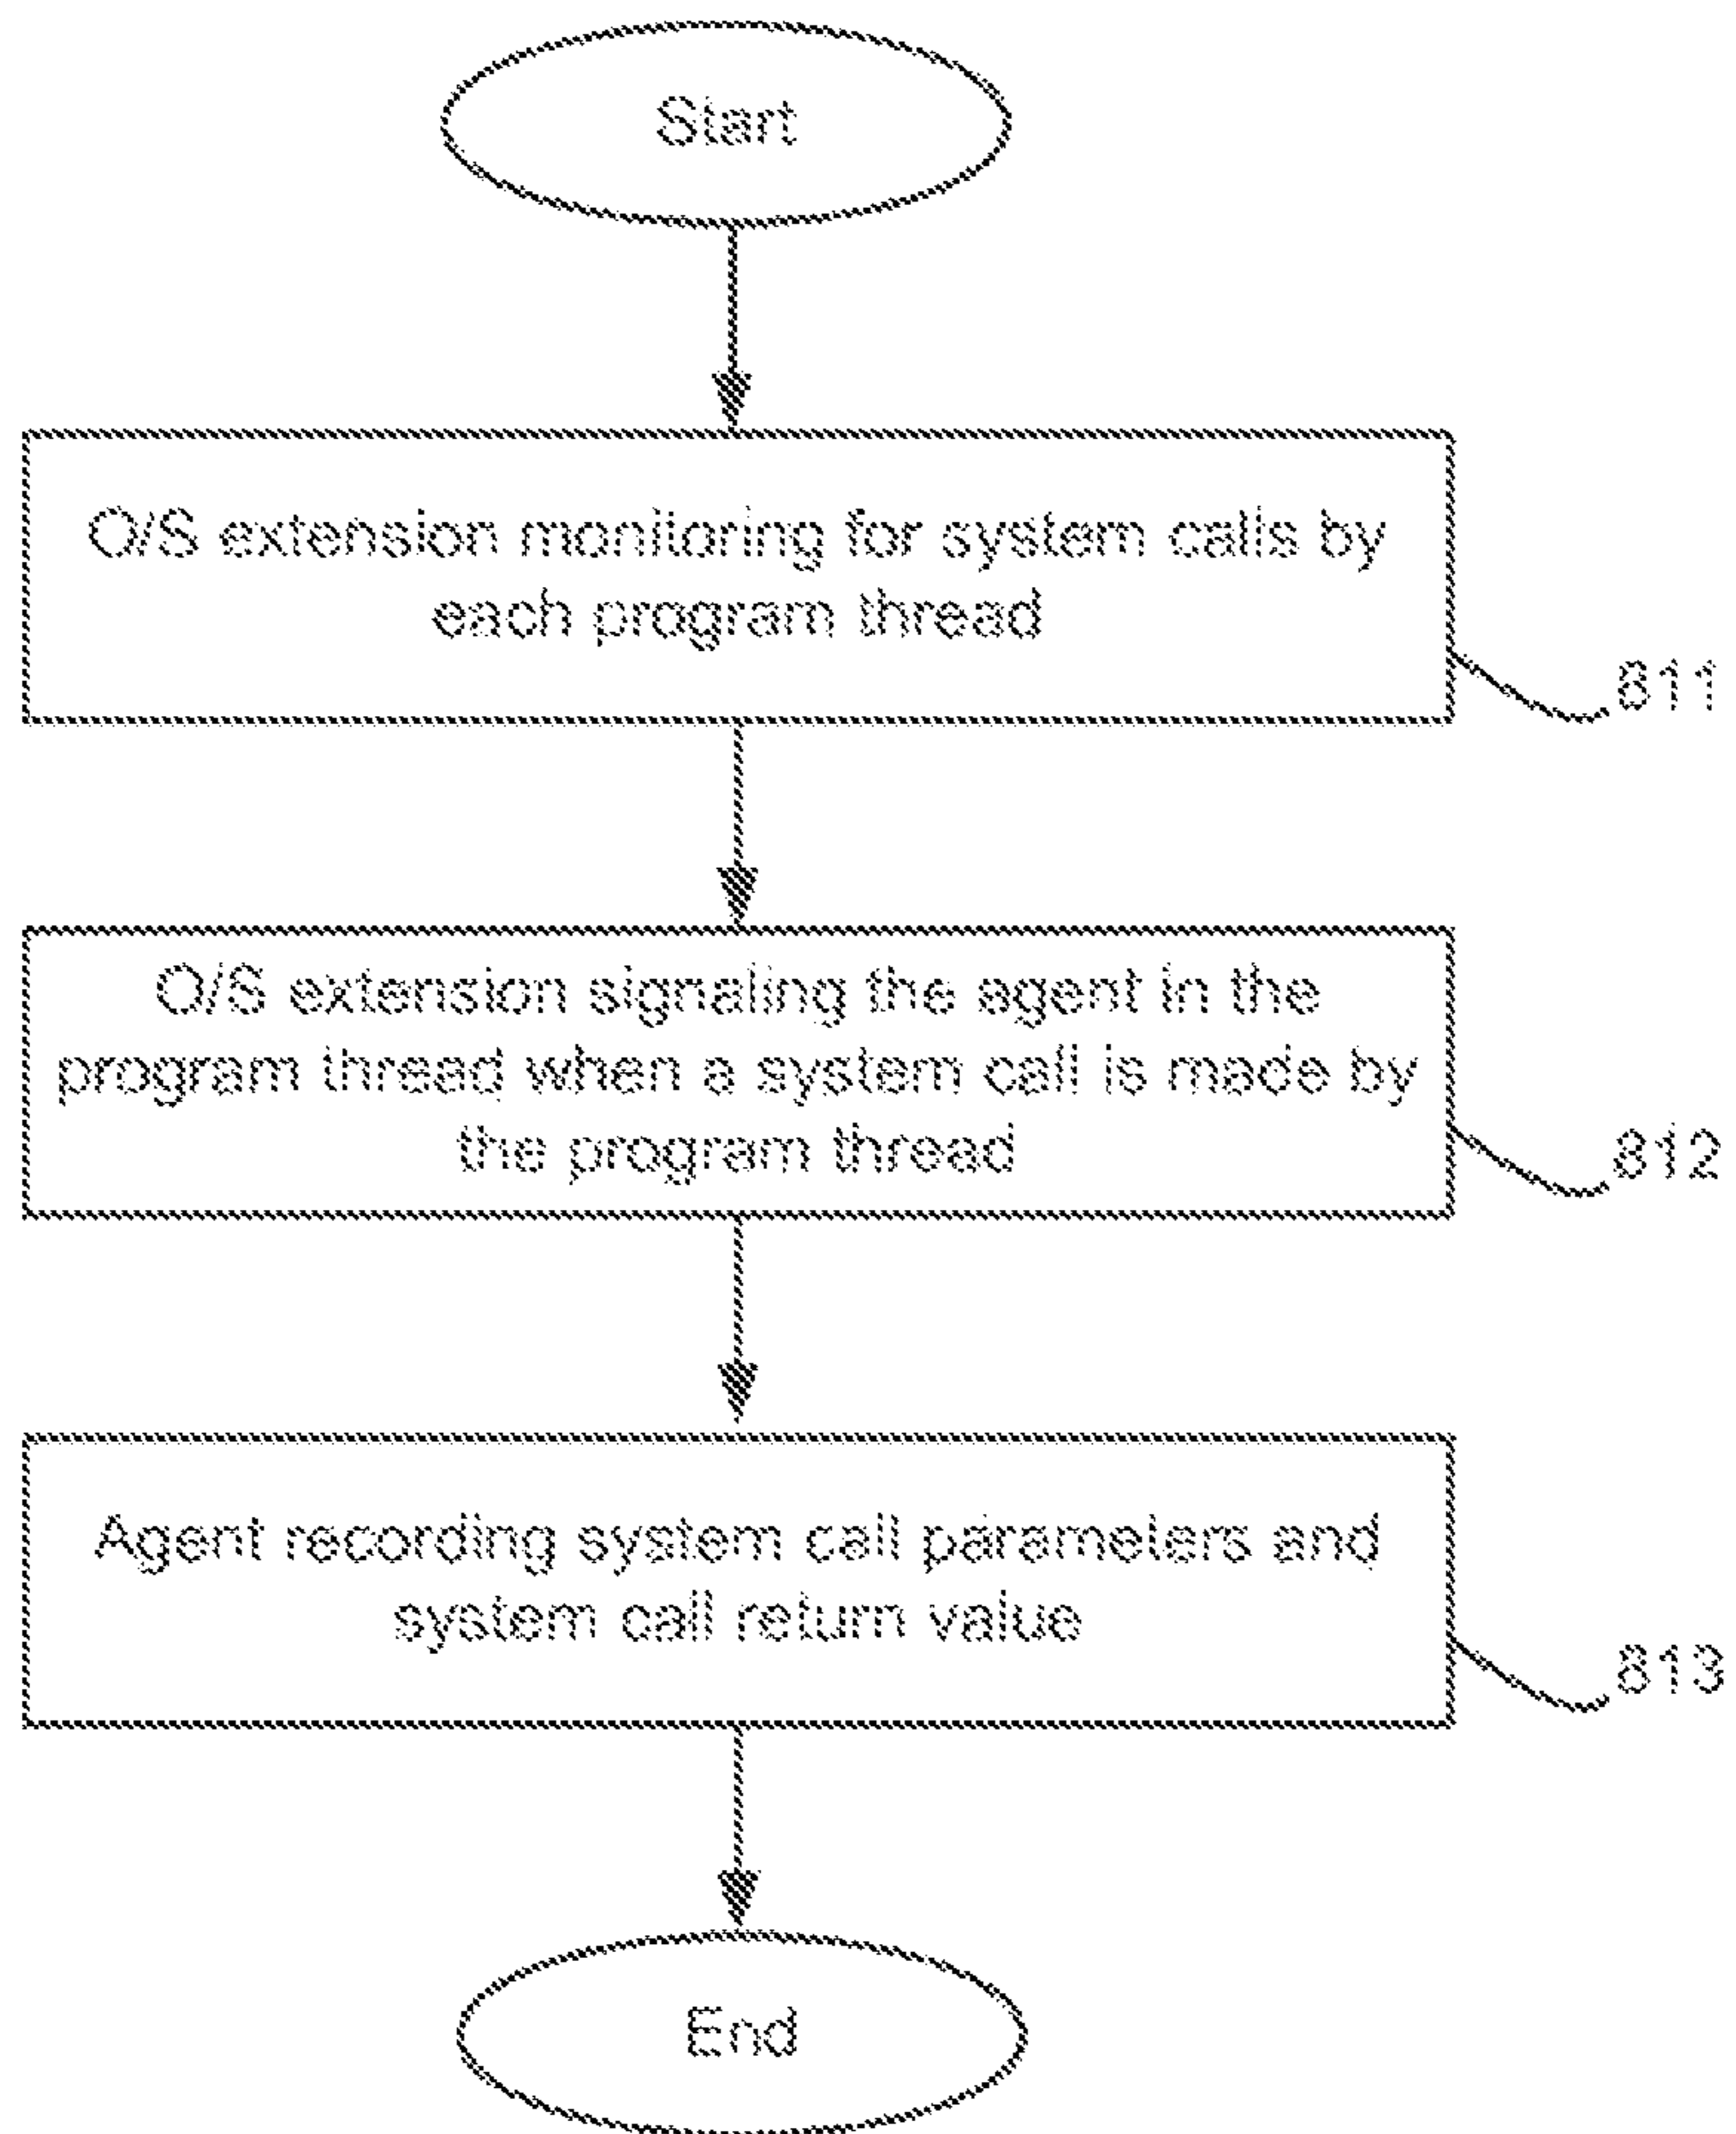 Start
O/S extension monitoring for system calls by
each program thread
811
O/S extension signaling the agent in the
program thread when a system call is made by
the program thread
812
Agent recording system call parameters and
system call return value
813
End